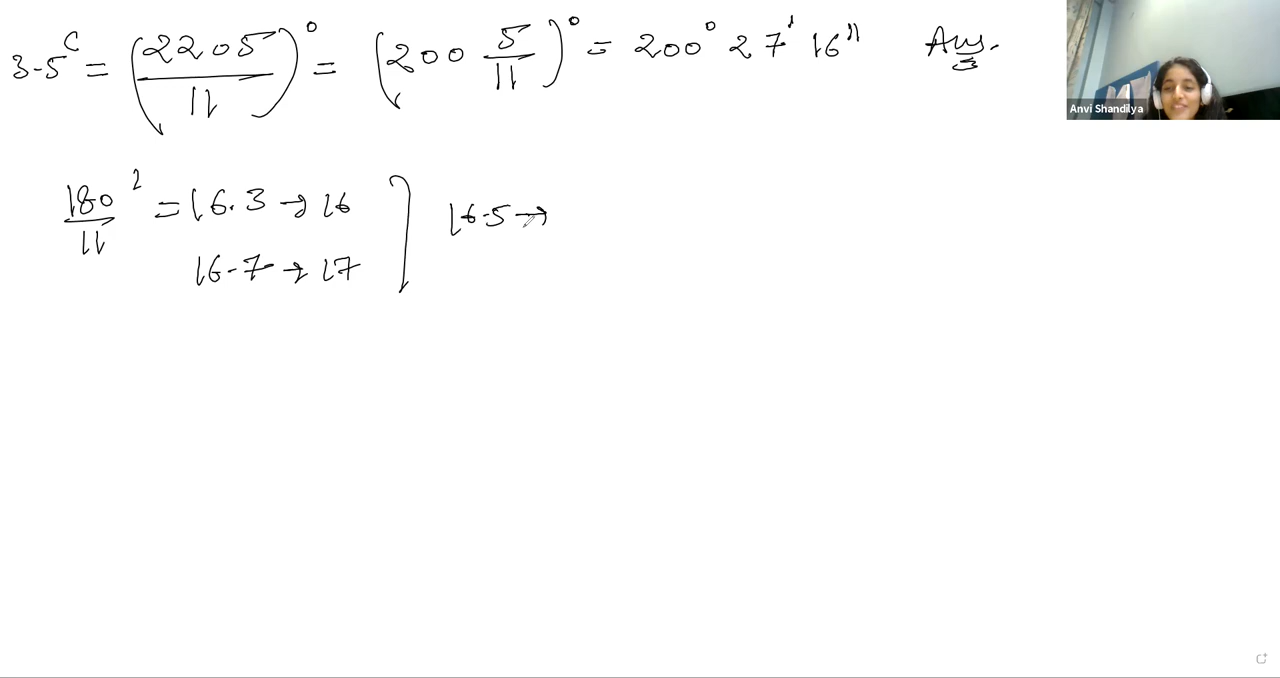 3.5ᶜ = (2205/11)° = (200 5/11)° = 200° 27' 16" Ans.
Anvi Shandilya
180/11 ² = 16.3 → 16
16.7 → 17 ] 16.5 →